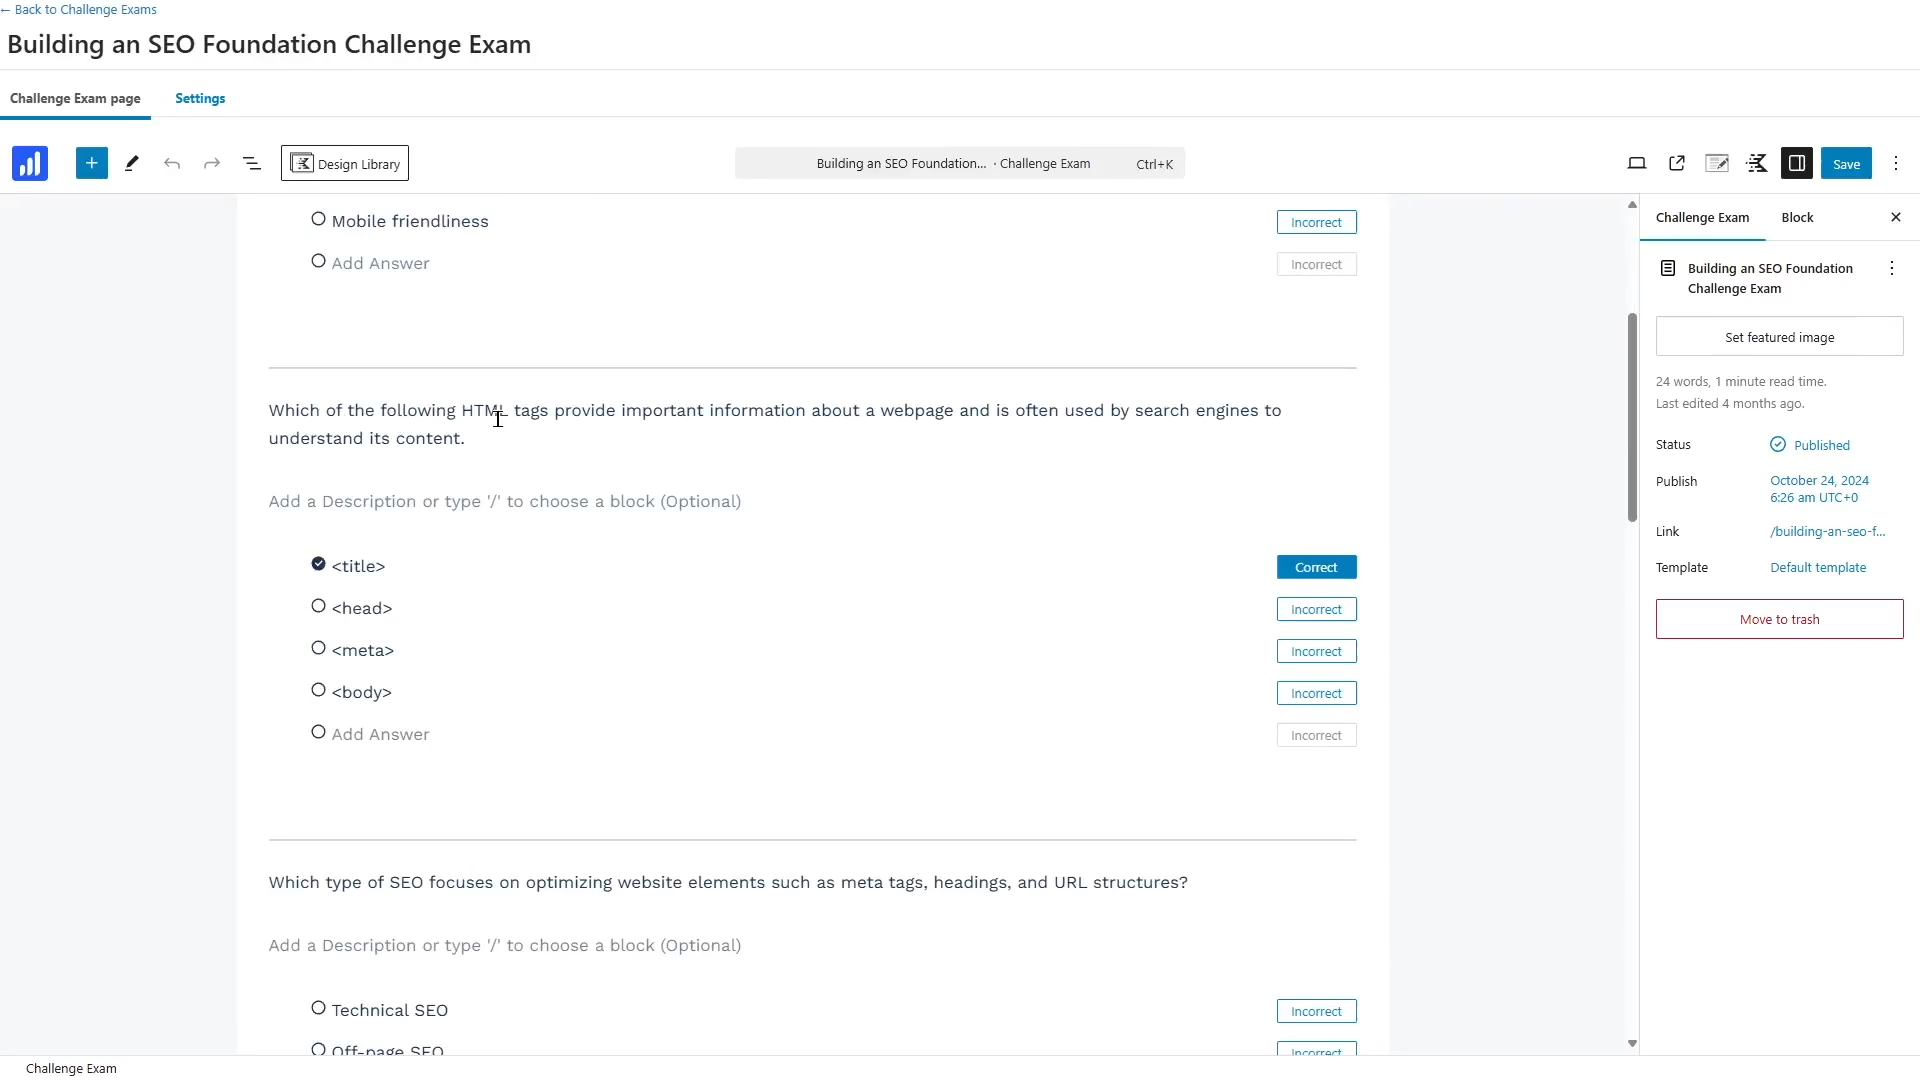 ← Back to Challenge Exams
Building an SEO Foundation Challenge Exam
Challenge Exam page
Settings
Design Library
Building an SEO Foundation... · Challenge Exam
Ctrl+K
Save
Mobile friendliness
Incorrect
Add Answer
Incorrect
Which of the following HTML tags provide important information about a webpage and is often used by search engines to
understand its content.
Add a Description or type '/' to choose a block (Optional)
<title>
Correct
<head>
Incorrect
<meta>
Incorrect
<body>
Incorrect
Add Answer
Incorrect
Which type of SEO focuses on optimizing website elements such as meta tags, headings, and URL structures?
Add a Description or type '/' to choose a block (Optional)
Technical SEO
Incorrect
Off-page SEO
Incorrect
Challenge Exam
Block
Building an SEO Foundation
Challenge Exam
Set featured image
24 words, 1 minute read time.
Last edited 4 months ago.
Status
Published
Publish
October 24, 2024
6:26 am UTC+0
Link
/building-an-seo-f...
Template
Default template
Move to trash
Challenge Exam